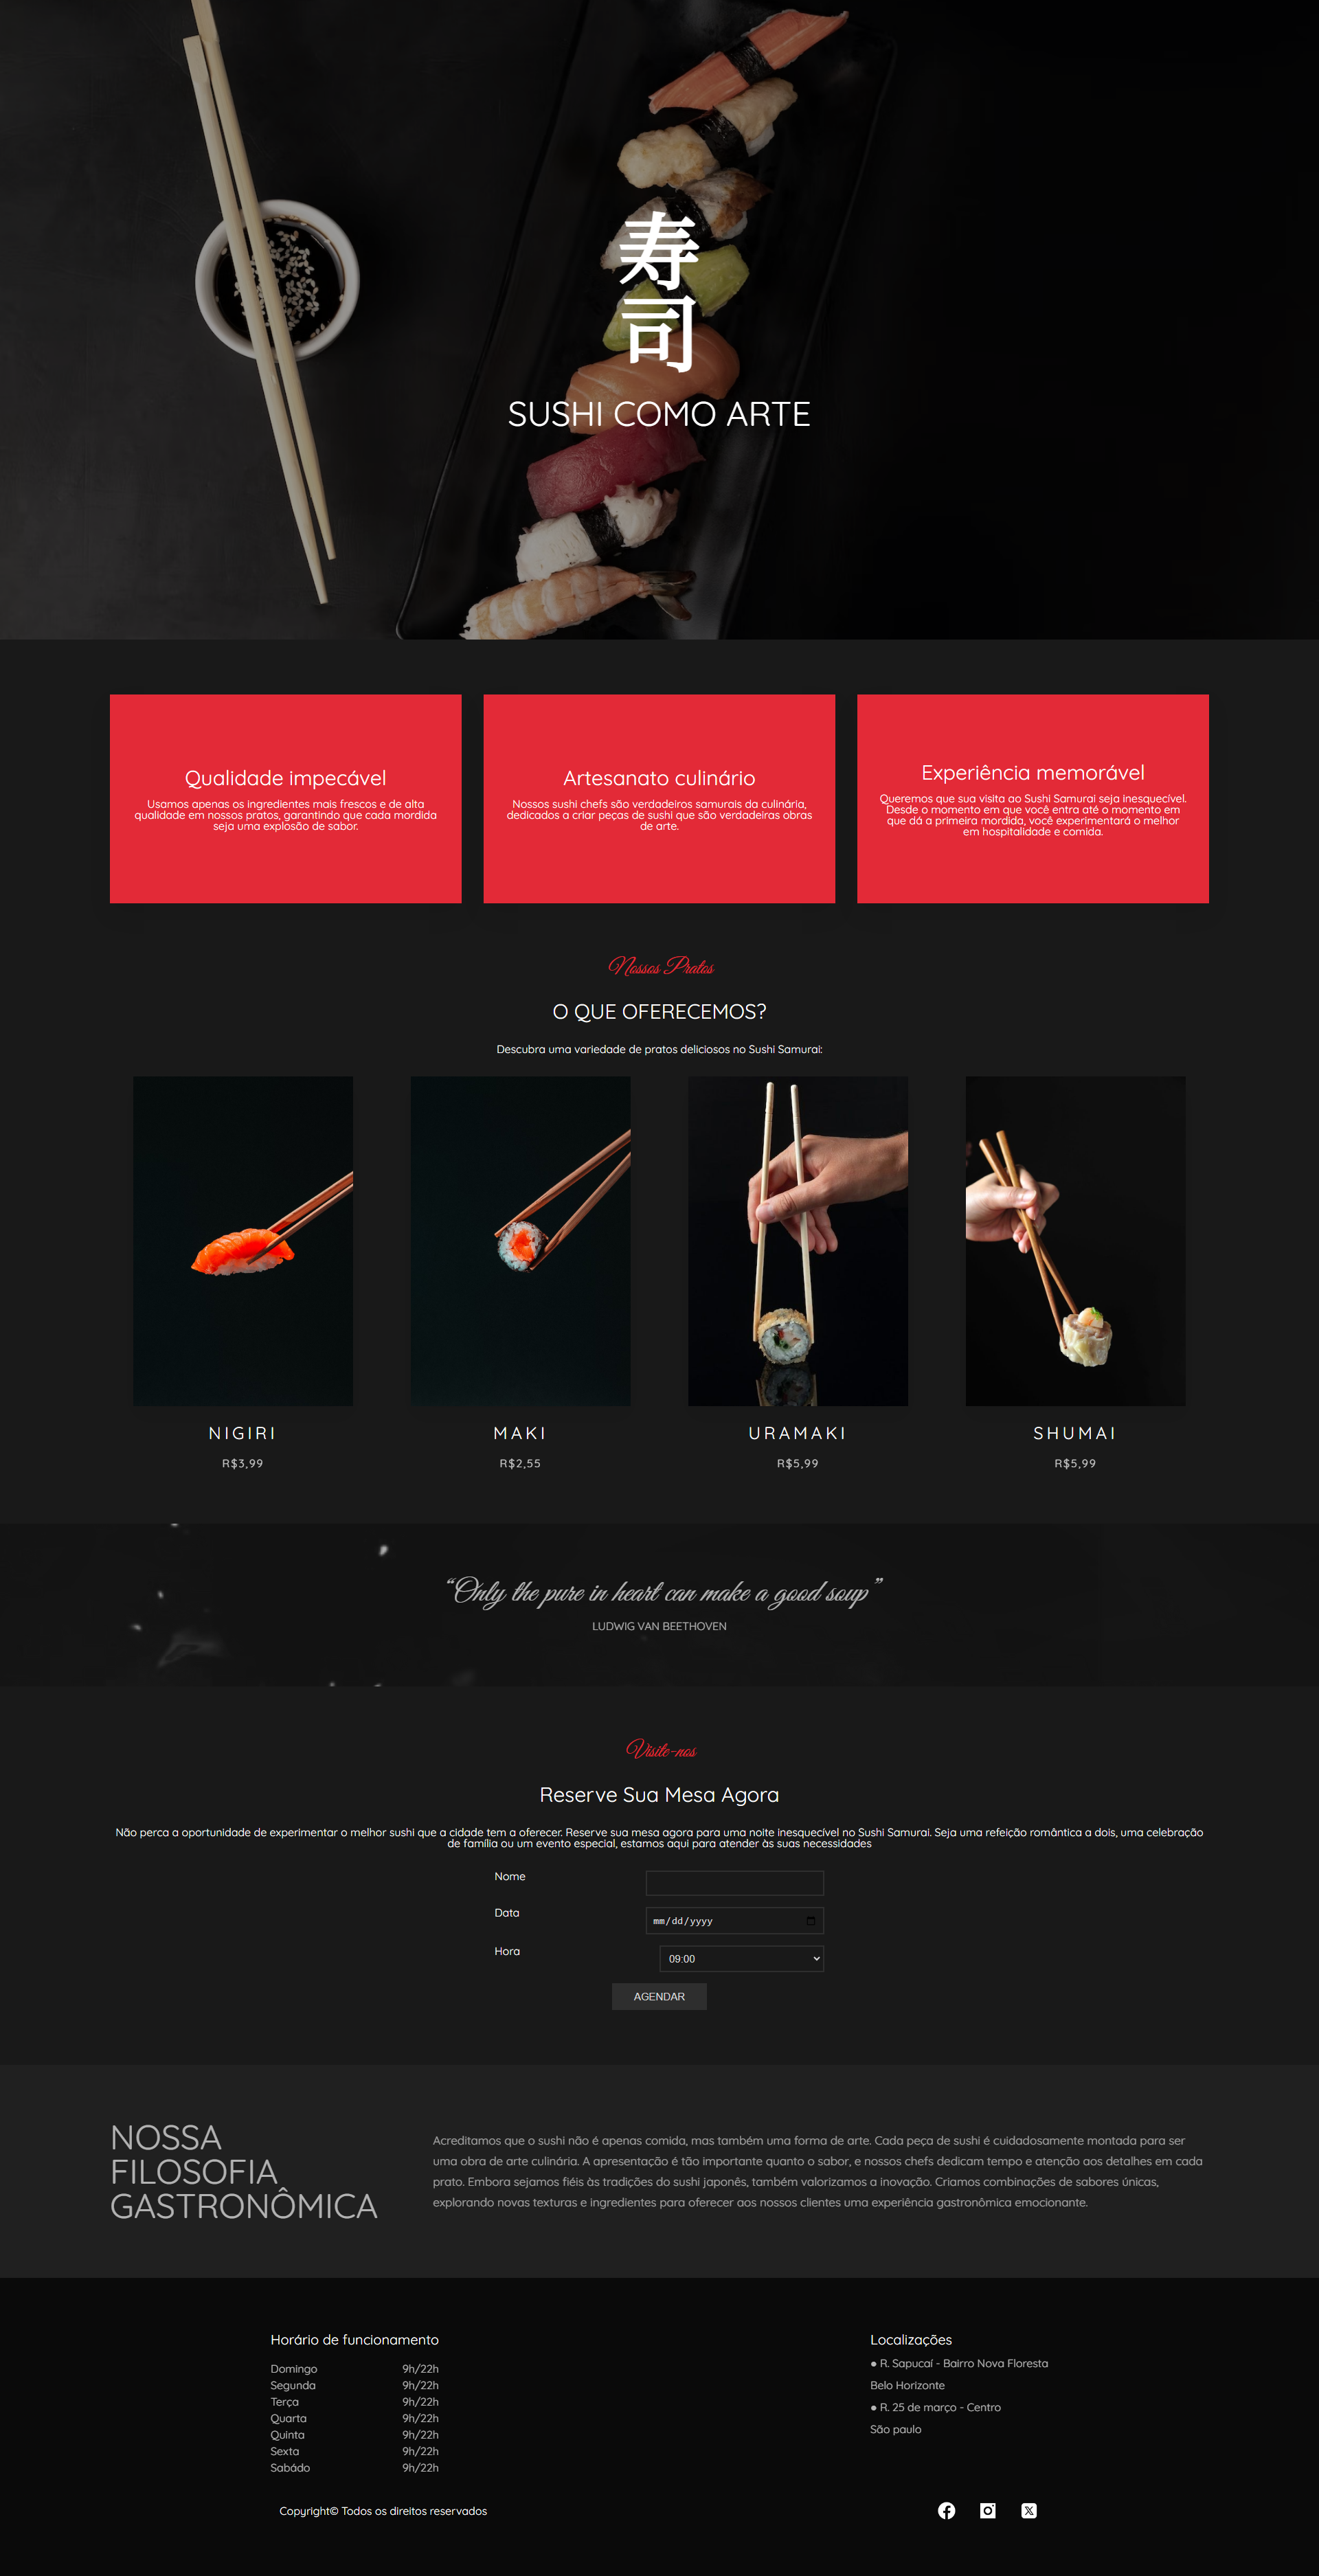 寿
司
SUSHI COMO ARTE
Qualidade impecável
Usamos apenas os ingredientes mais frescos e de alta
qualidade em nossos pratos, garantindo que cada mordida
seja uma explosão de sabor.
Artesanato culinário
Nossos sushi chefs são verdadeiros samurais da culinária,
dedicados a criar peças de sushi que são verdadeiras obras
de arte.
Experiência memorável
Queremos que sua visita ao Sushi Samurai seja inesquecível.
Desde o momento em que você entra até o momento em
que dá a primeira mordida, você experimentará o melhor
em hospitalidade e comida.
Nossos Pratos
O QUE OFERECEMOS?
Descubra uma variedade de pratos deliciosos no Sushi Samurai:
NIGIRI
R$3,99
MAKI
R$2,55
URAMAKI
R$5,99
SHUMAI
R$5,99
“Only the pure in heart can make a good soup”
LUDWIG VAN BEETHOVEN
Visite-nos
Reserve Sua Mesa Agora
Não perca a oportunidade de experimentar o melhor sushi que a cidade tem a oferecer. Reserve sua mesa agora para uma noite inesquecível no Sushi Samurai. Seja uma refeição romântica a dois, uma celebração
de família ou um evento especial, estamos aqui para atender às suas necessidades
Nome
Data mm/dd/yyyy
Hora 09:00
AGENDAR
NOSSA
FILOSOFIA
GASTRONÔMICA
Acreditamos que o sushi não é apenas comida, mas também uma forma de arte. Cada peça de sushi é cuidadosamente montada para ser
uma obra de arte culinária. A apresentação é tão importante quanto o sabor, e nossos chefs dedicam tempo e atenção aos detalhes em cada
prato. Embora sejamos fiéis às tradições do sushi japonês, também valorizamos a inovação. Criamos combinações de sabores únicas,
explorando novas texturas e ingredientes para oferecer aos nossos clientes uma experiência gastronômica emocionante.
Horário de funcionamento
Domingo 9h/22h
Segunda 9h/22h
Terça 9h/22h
Quarta 9h/22h
Quinta 9h/22h
Sexta 9h/22h
Sabádo 9h/22h
Localizações
● R. Sapucaí - Bairro Nova Floresta
Belo Horizonte
● R. 25 de março - Centro
São paulo
Copyright© Todos os direitos reservados